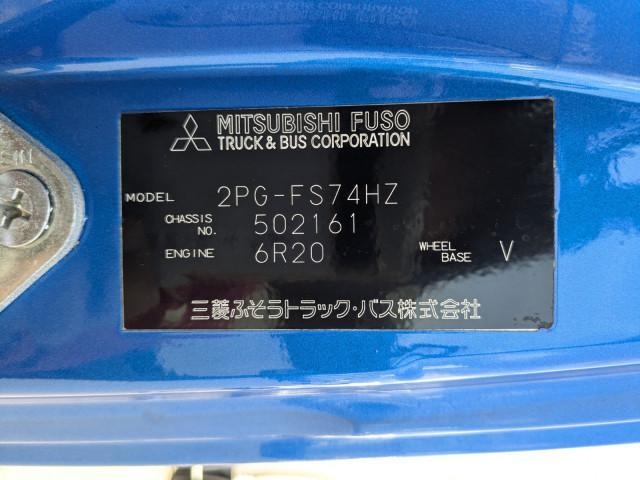 MITSUBISHI FUSO
TRUCK & BUS CORPORATION
MODEL 2PG-FS74HZ
CHASSIS NO. 502161
ENGINE 6R20 WHEEL BASE V
三菱ふそうトラック・バス株式会社